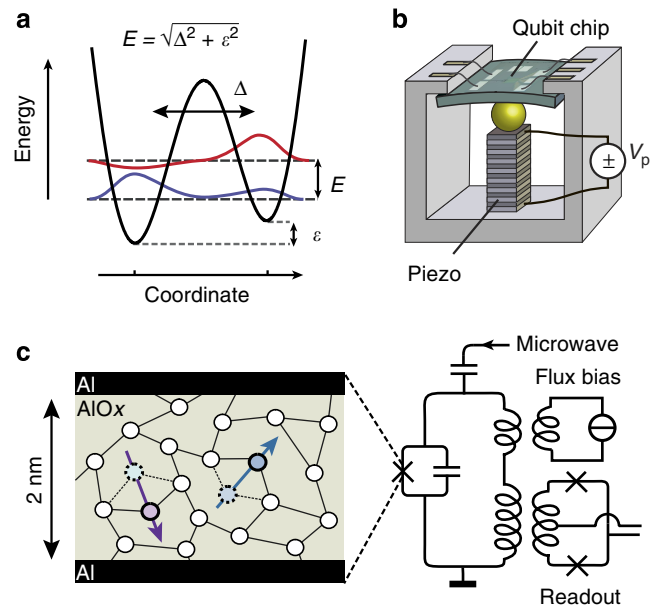 a
E = √Δ² + ε²
Energy
Δ
E
ε
Coordinate
b
Qubit chip
±
Vp
Piezo
c
Al
AlOx
2 nm
Al
Microwave
Flux bias
Readout